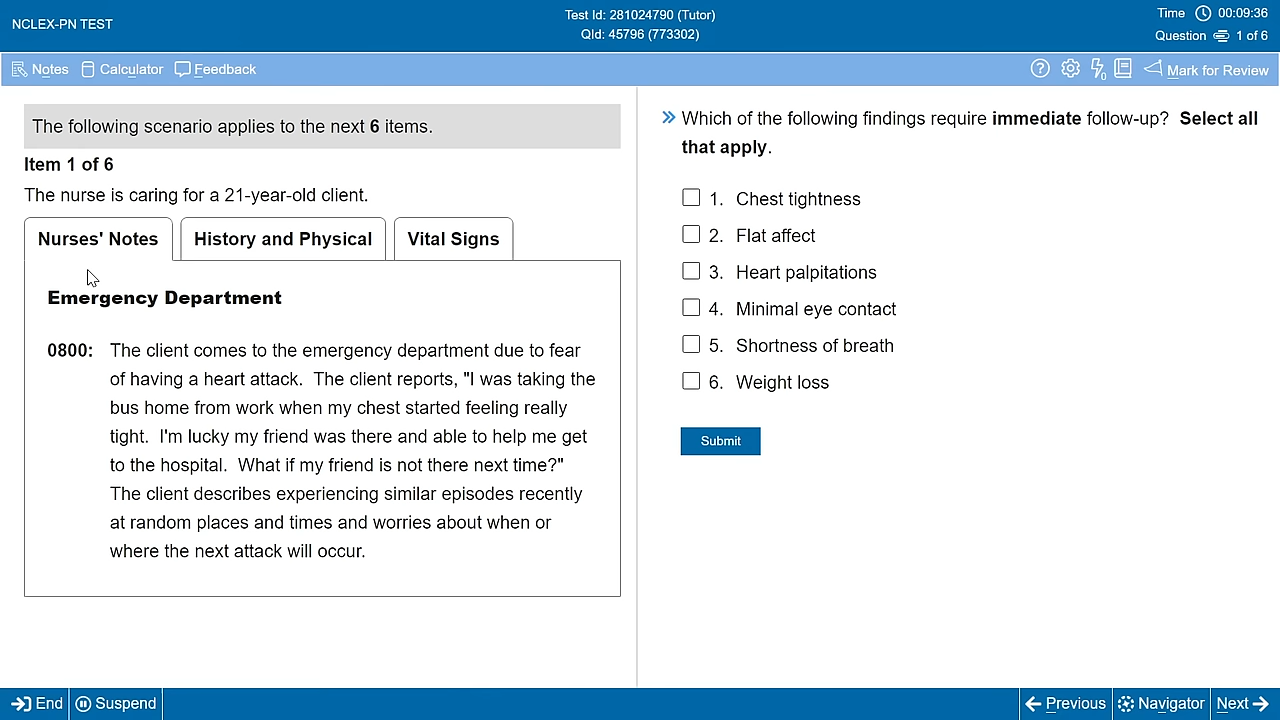 NCLEX-PN TEST
Test Id: 281024790 (Tutor)
QId: 45796 (773302)
Time 00:09:36
Question 1 of 6
Notes Calculator Feedback
Mark for Review
The following scenario applies to the next 6 items.
Item 1 of 6
The nurse is caring for a 21-year-old client.
Nurses' Notes History and Physical Vital Signs
Emergency Department
0800: The client comes to the emergency department due to fear
of having a heart attack. The client reports, "I was taking the
bus home from work when my chest started feeling really
tight. I'm lucky my friend was there and able to help me get
to the hospital. What if my friend is not there next time?"
The client describes experiencing similar episodes recently
at random places and times and worries about when or
where the next attack will occur.
Which of the following findings require immediate follow-up? Select all
that apply.
1. Chest tightness
2. Flat affect
3. Heart palpitations
4. Minimal eye contact
5. Shortness of breath
6. Weight loss
Submit
End Suspend
Previous Navigator Next